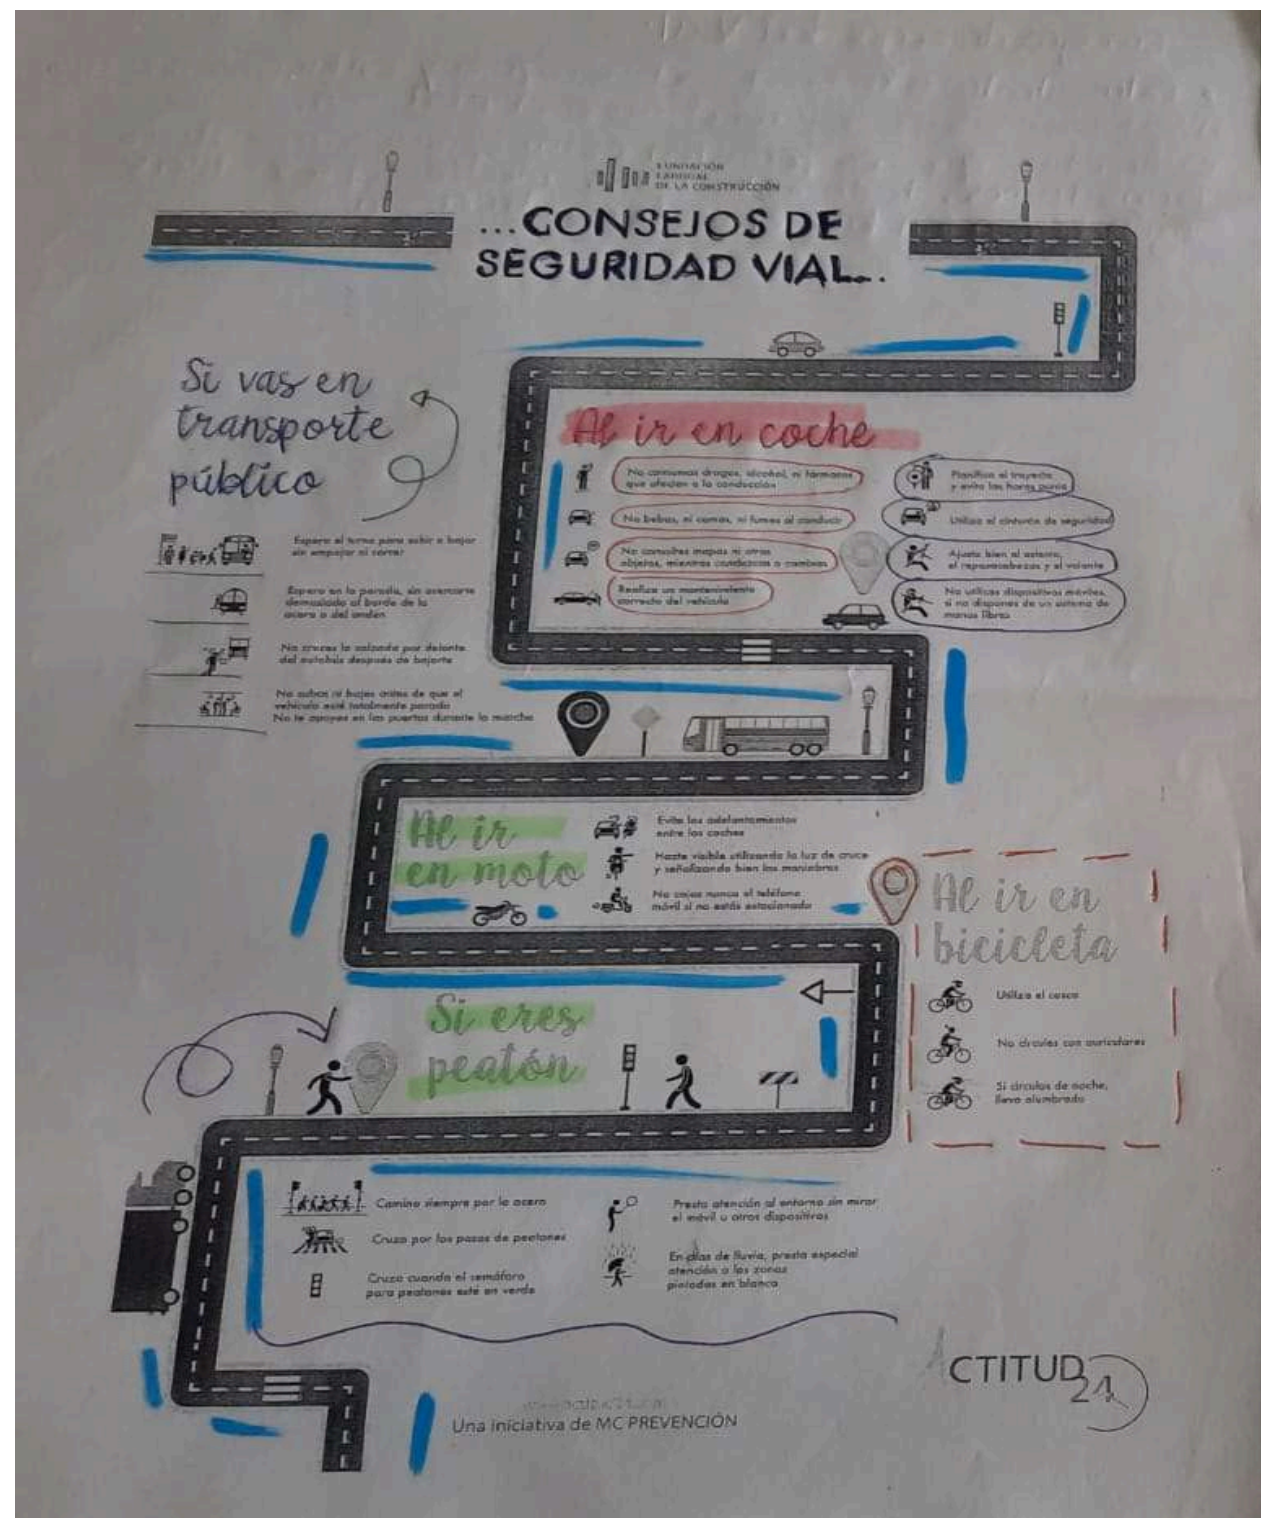 FUNDACIÓN
LABORAL
DE LA CONSTRUCCIÓN
...CONSEJOS DE
SEGURIDAD VIAL...
Si vas en
transporte
público
Espera el turno para subir o bajar
sin empujar ni correr
Espera en la parada, sin acercarte
demasiado al borde de la
acera o del andén
No cruces la calzada por delante
del autobús después de bajarte
No subas ni bajes antes de que el
vehículo esté totalmente parado
No te apoyes en las puertas durante la marcha
Al ir en coche
No consumas drogas, alcohol, ni fármacos
que afecten a la conducción
No bebas, ni comas, ni fumes al conducir
No consultes mapas ni otros
objetos, mientras conduzcas o cambias
Realiza un mantenimiento
correcto del vehículo
Planifica el trayecto
y evita las horas punta
Utiliza el cinturón de seguridad
Ajusta bien el asiento,
el reposacabezas y el volante
No utilices dispositivos móviles,
si no dispones de un sistema de
manos libres
Al ir
en moto
Evita los adelantamientos
entre los coches
Hazte visible utilizando la luz de cruce
y señalizando bien las maniobras
No cojas nunca el teléfono
móvil si no estás estacionado
Al ir en
bicicleta
Utiliza el casco
No circules con auriculares
Si circulas de noche,
lleva alumbrado
Si eres
peatón
Camina siempre por la acera
Cruza por los pasos de peatones
Cruza cuando el semáforo
para peatones esté en verde
Presta atención al entorno sin mirar
el móvil u otros dispositivos
En días de lluvia, presta especial
atención a las zonas
pintadas en blanco
ACTITUD
21
Una iniciativa de MC PREVENCIÓN